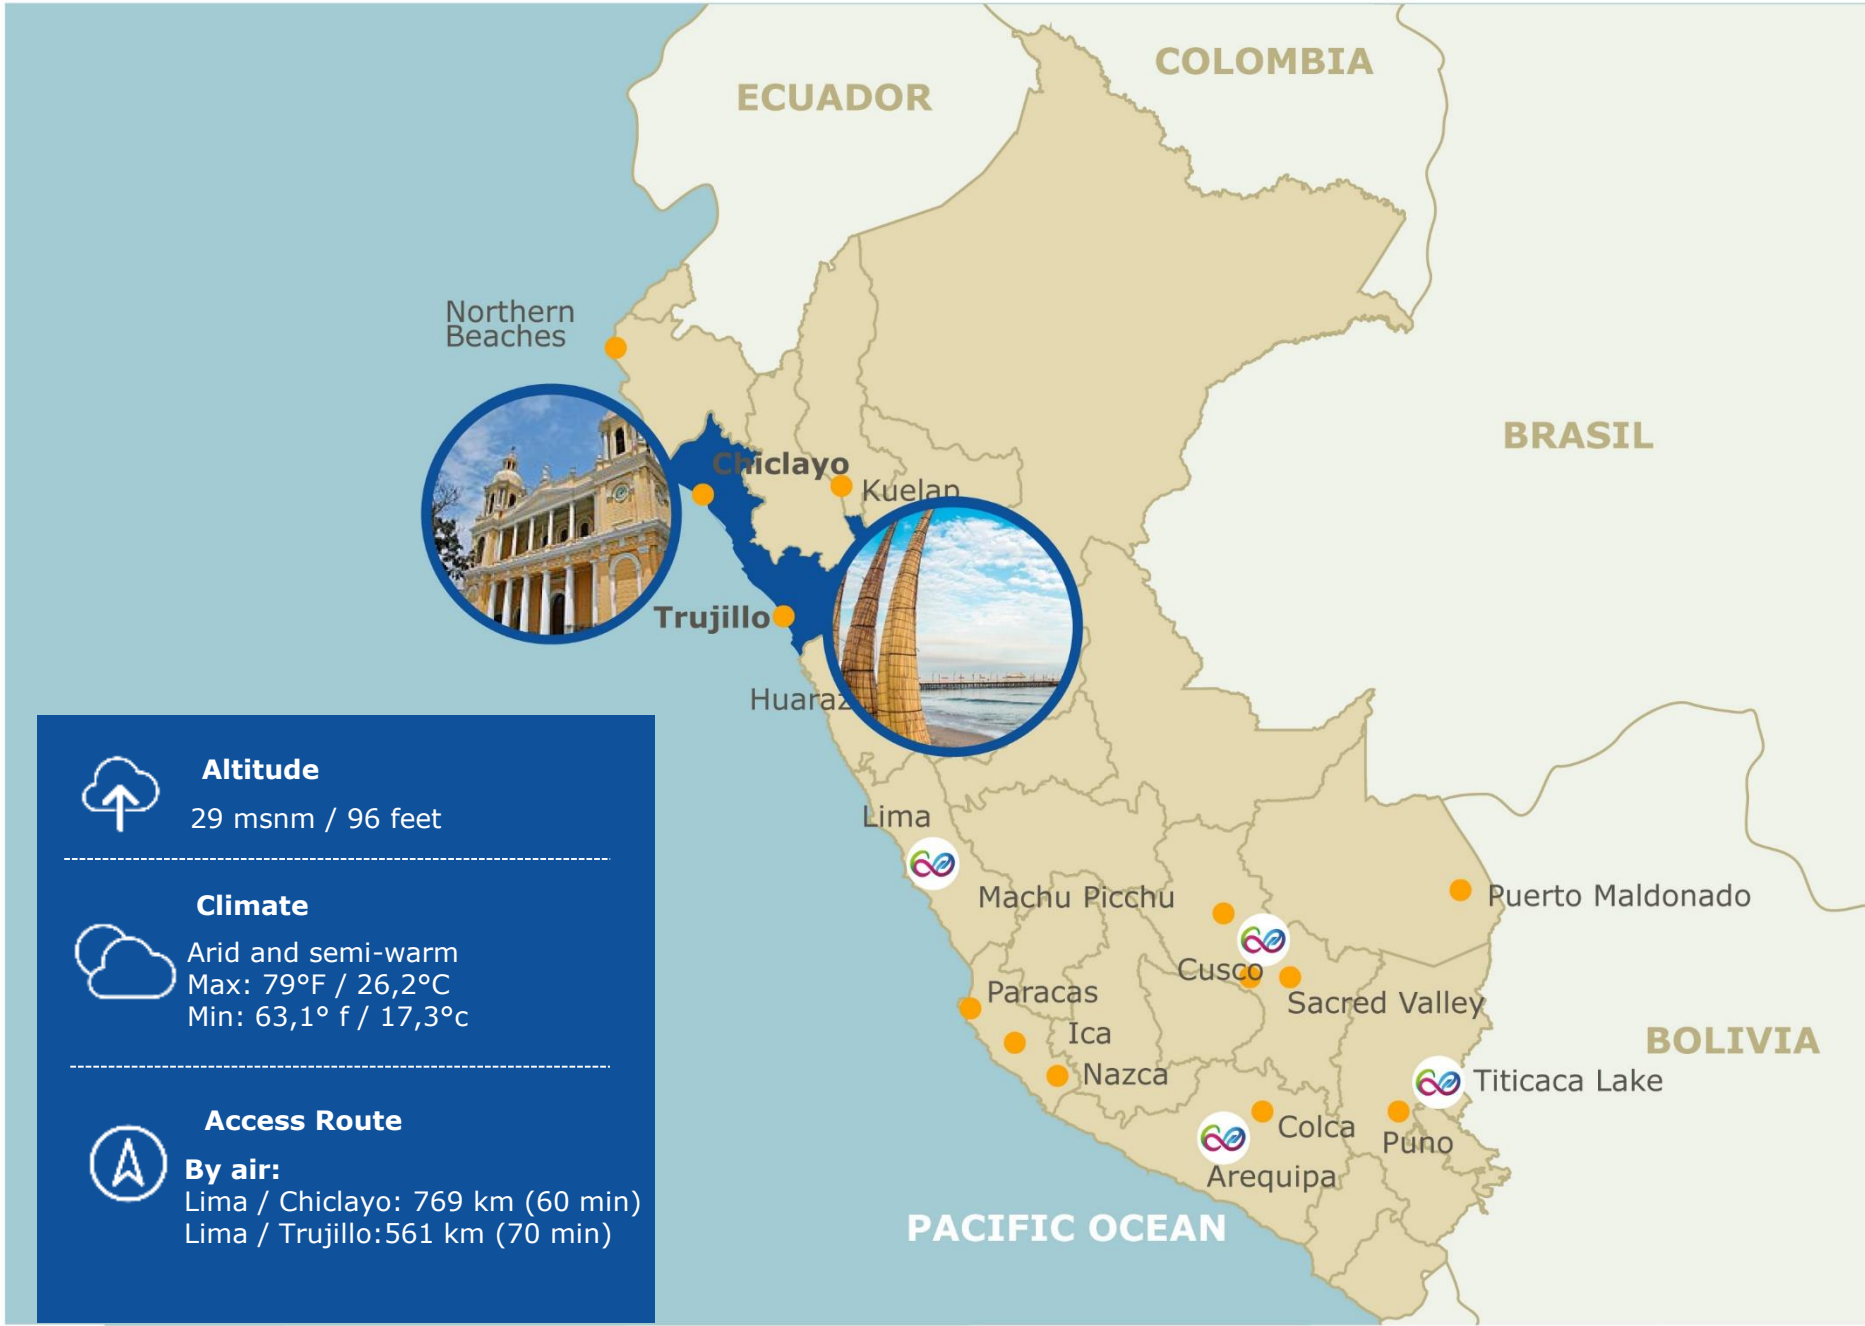 COLOMBIA
ECUADOR
Northern
Beaches
BRASIL
Chiclayo
Kuelan
Trujillo
Huaraz
Altitude
29 msnm / 96 feet
Lima
Machu Picchu
Puerto Maldonado
Climate
Arid and semi-warm
Max: 79°F / 26,2°C
Min: 63,1° f / 17,3°c
Cusco
Paracas
Sacred Valley
Ica
BOLIVIA
Nazca
Titicaca Lake
Access Route
Colca
Puno
By air:
Arequipa
Lima / Chiclayo: 769 km (60 min)
Lima / Trujillo:561 km (70 min)
PACIFIC OCEAN